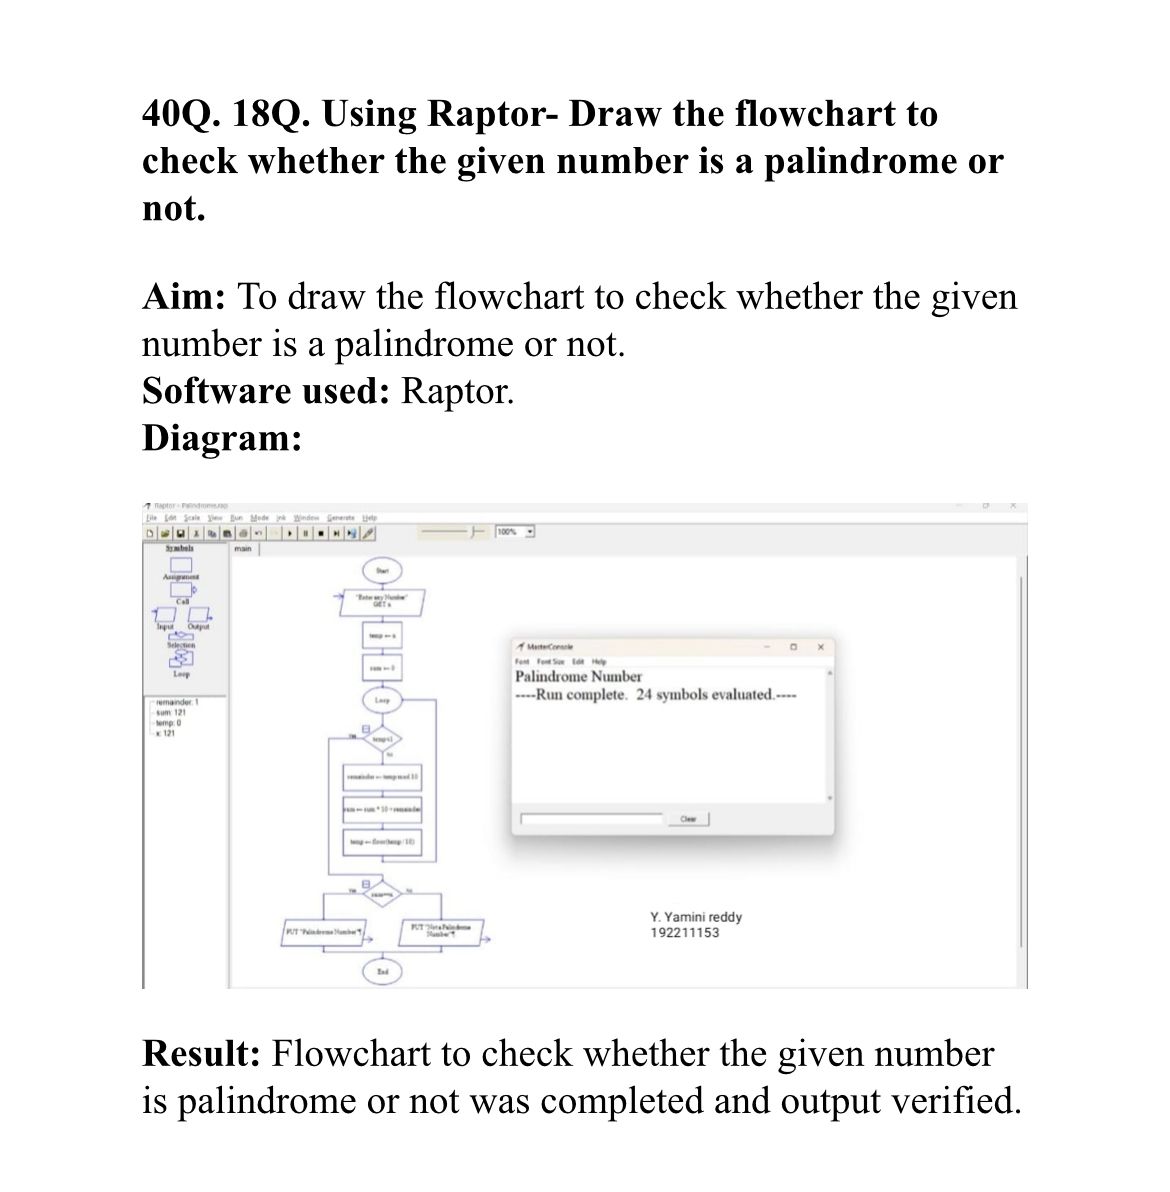 40Q. 18Q. Using Raptor- Draw the flowchart to
check whether the given number is a palindrome or
not.
Aim: To draw the flowchart to check whether the given
number is a palindrome or not.
Software used: Raptor.
Diagram:
Raptor - Palindrome.rap
File Edit Scale View Run Mode Ink Window Generate Help
100%
Symbols
main
Assignment
Call
Input Output
Selection
Loop
remainder: 1
sum: 121
temp: 0
x: 121
Start
"Enter any Number"
GET x
temp ← x
sum ← 0
Loop
Yes
temp<1
No
remainder ← temp mod 10
sum ← sum * 10 + remainder
temp ← floor(temp / 10)
Yes
No
PUT "Palindrome Number"¶
PUT "Not a Palindrome
Number"¶
End
MasterConsole
Font Font Size Edit Help
Palindrome Number
----Run complete. 24 symbols evaluated.----
Clear
Y. Yamini reddy
192211153
Result: Flowchart to check whether the given number
is palindrome or not was completed and output verified.